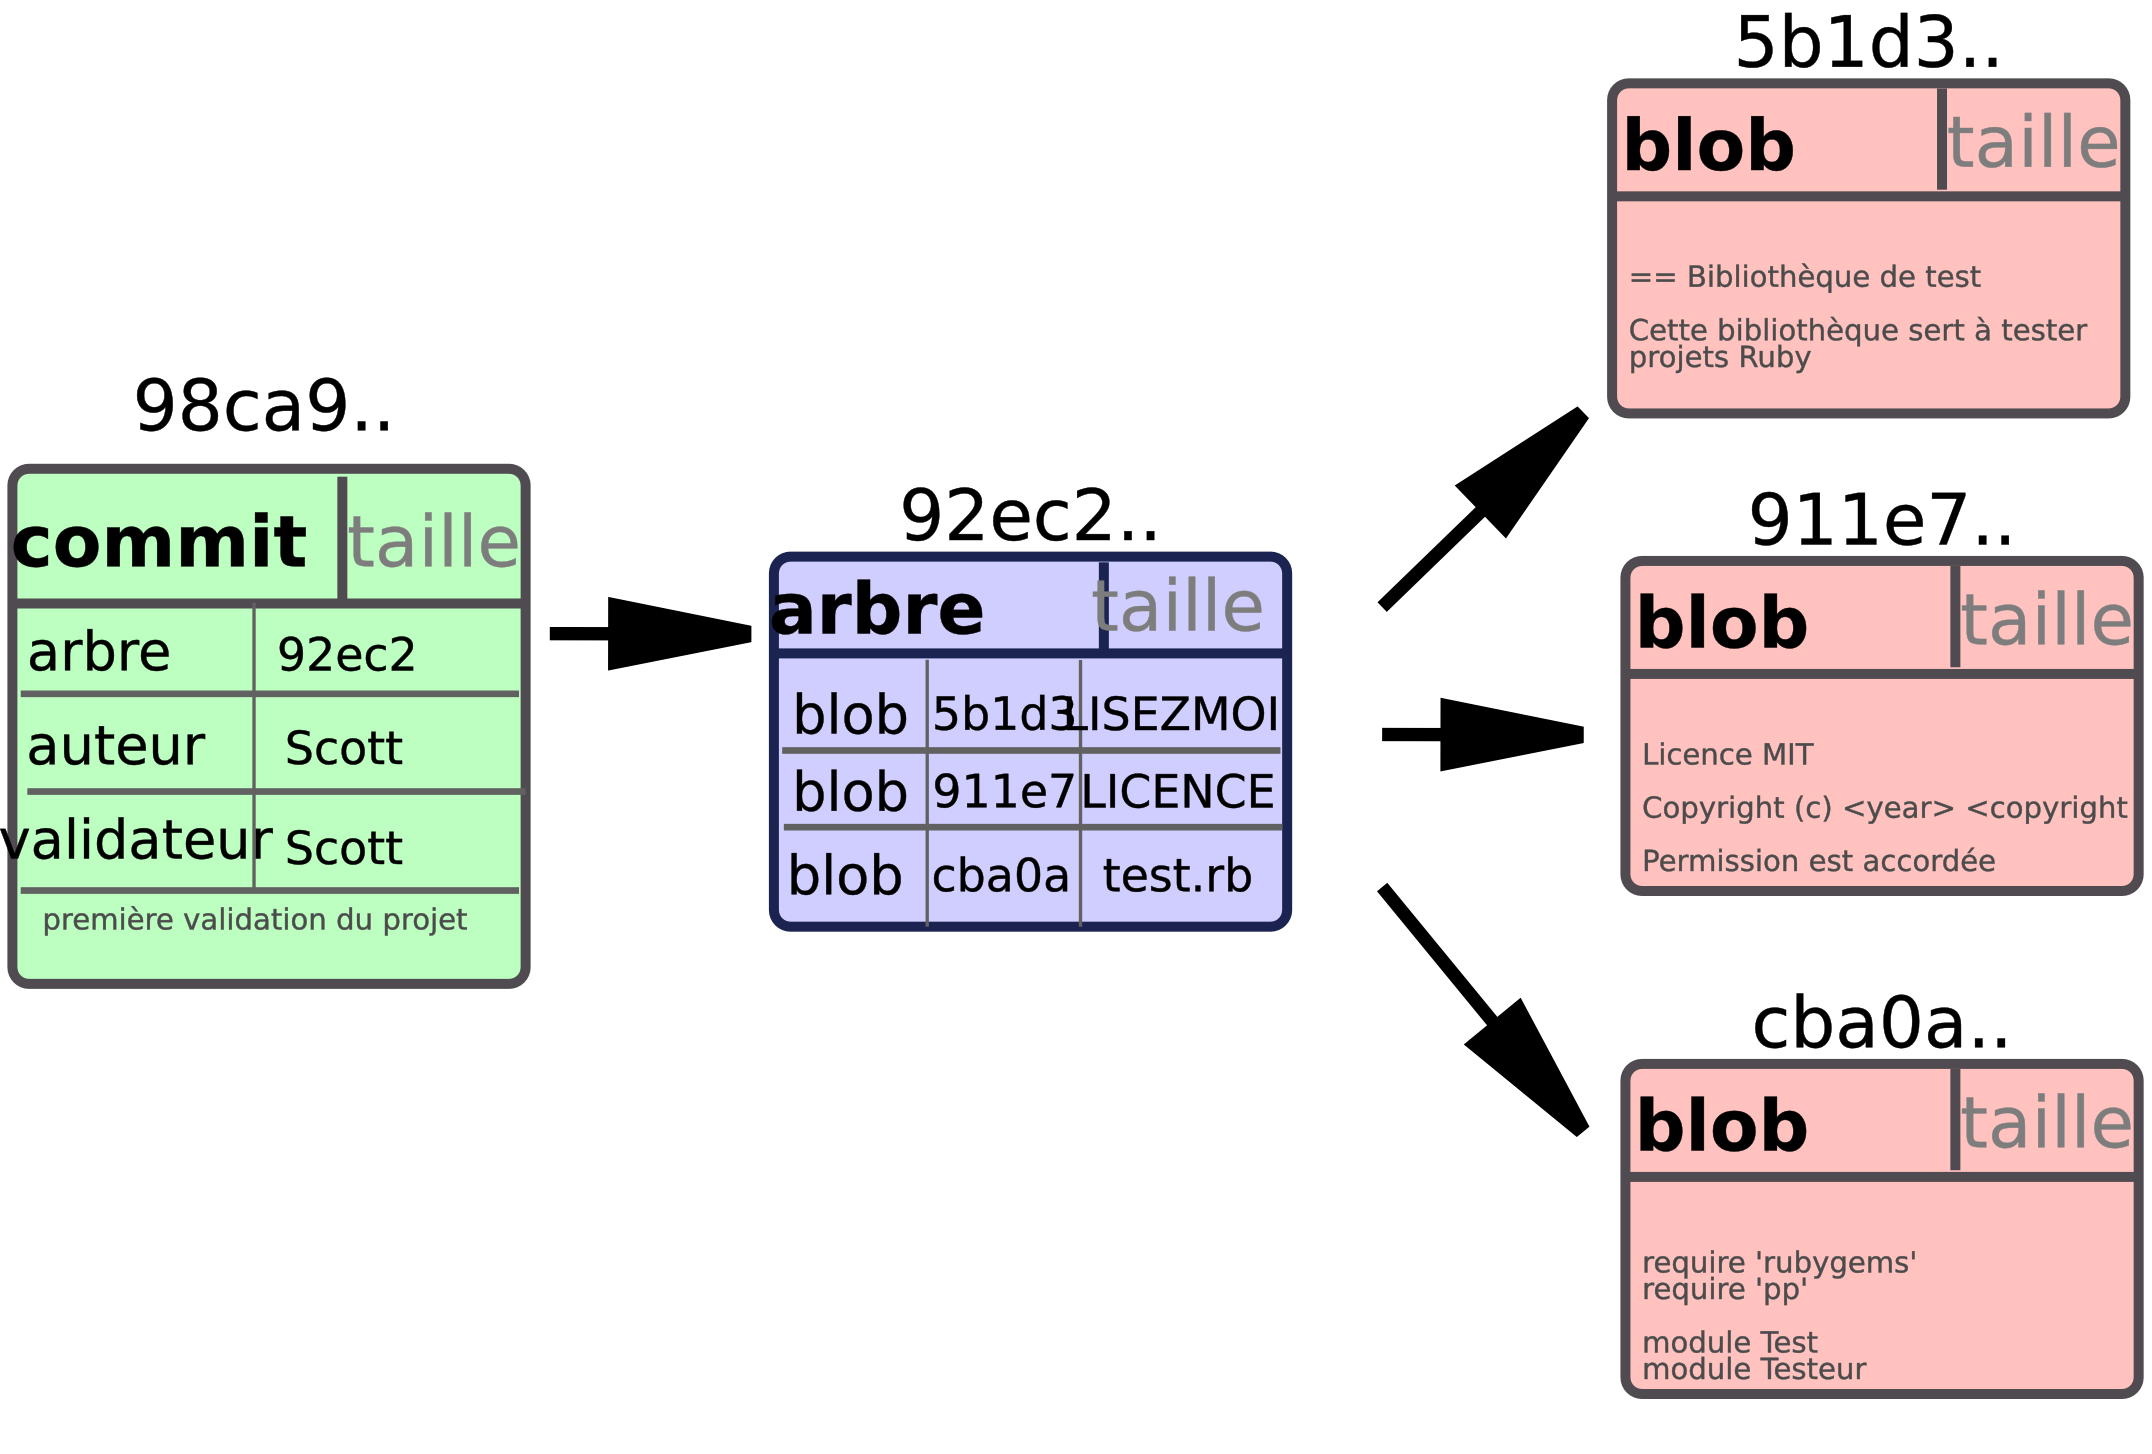 98ca9..
commit taille
arbre 92ec2
auteur Scott
validateur Scott
première validation du projet
92ec2..
arbre taille
blob 5b1d3 LISEZMOI
blob 911e7 LICENCE
blob cba0a test.rb
5b1d3..
blob taille
== Bibliothèque de test
Cette bibliothèque sert à tester
projets Ruby
911e7..
blob taille
Licence MIT
Copyright (c) <year> <copyright
Permission est accordée
cba0a..
blob taille
require 'rubygems'
require 'pp'
module Test
module Testeur